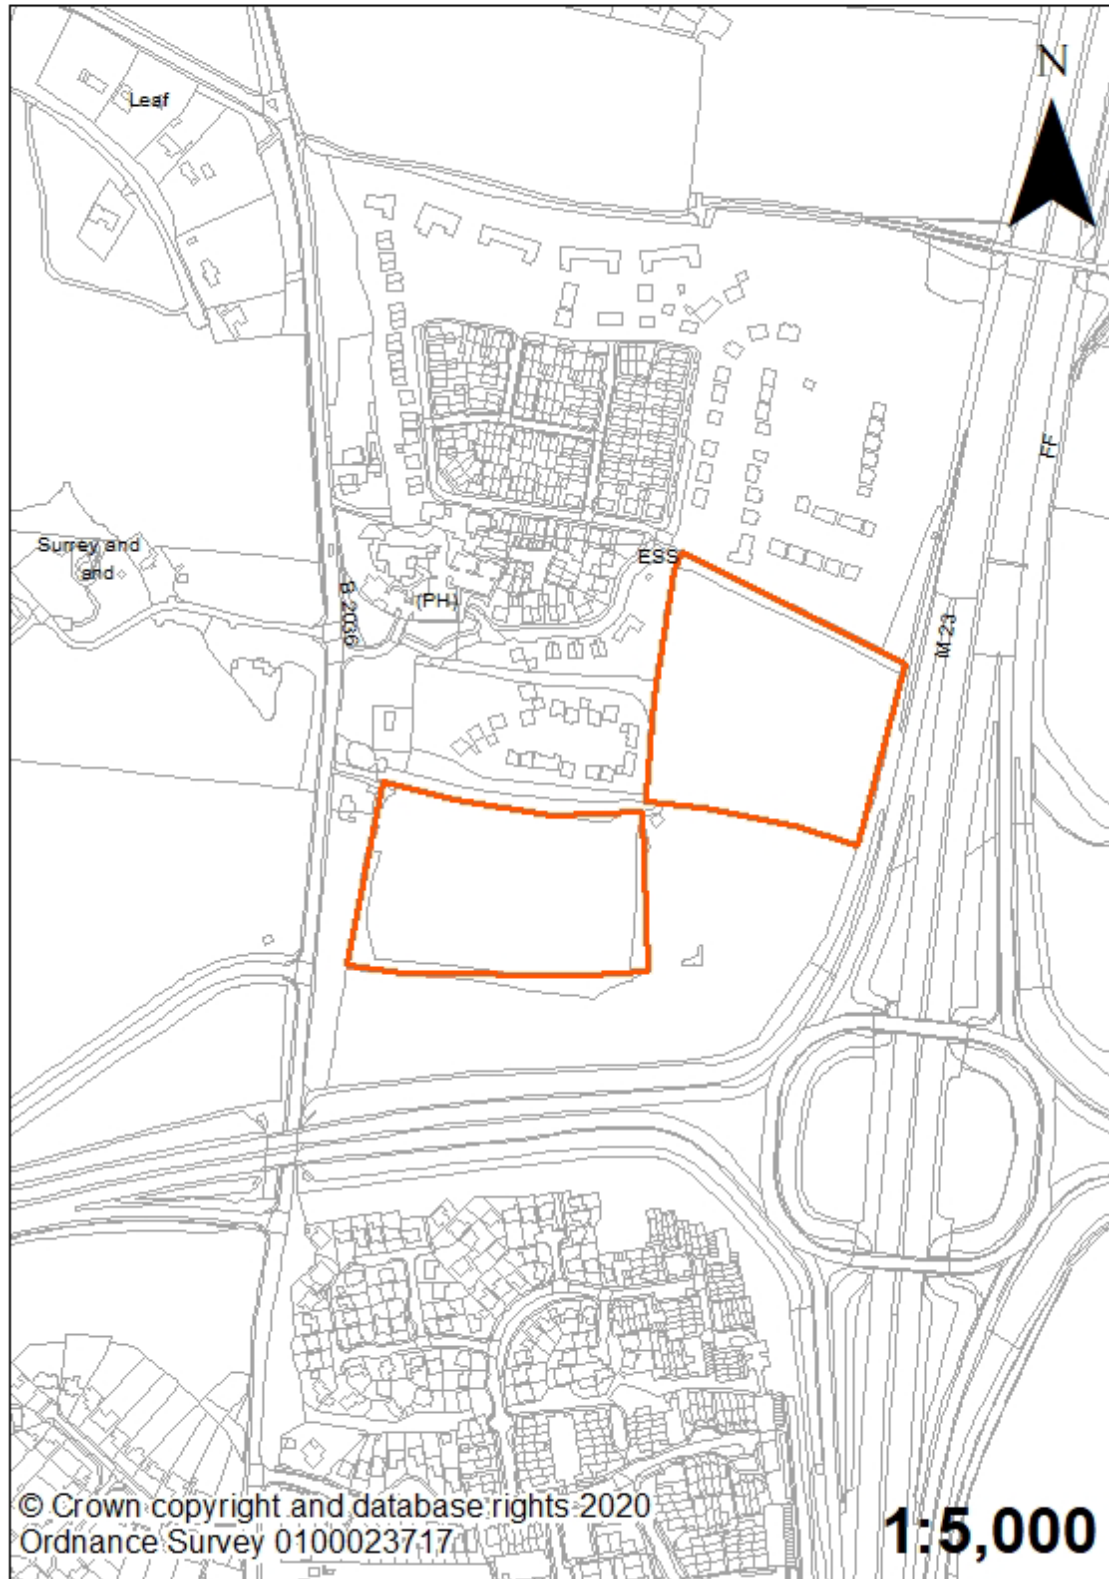 N
Leaf
FF
Surrey and
and
ESS
(PH)
B 2036
M 23
© Crown copyright and database rights 2020
Ordnance Survey 0100023717
1:5,000